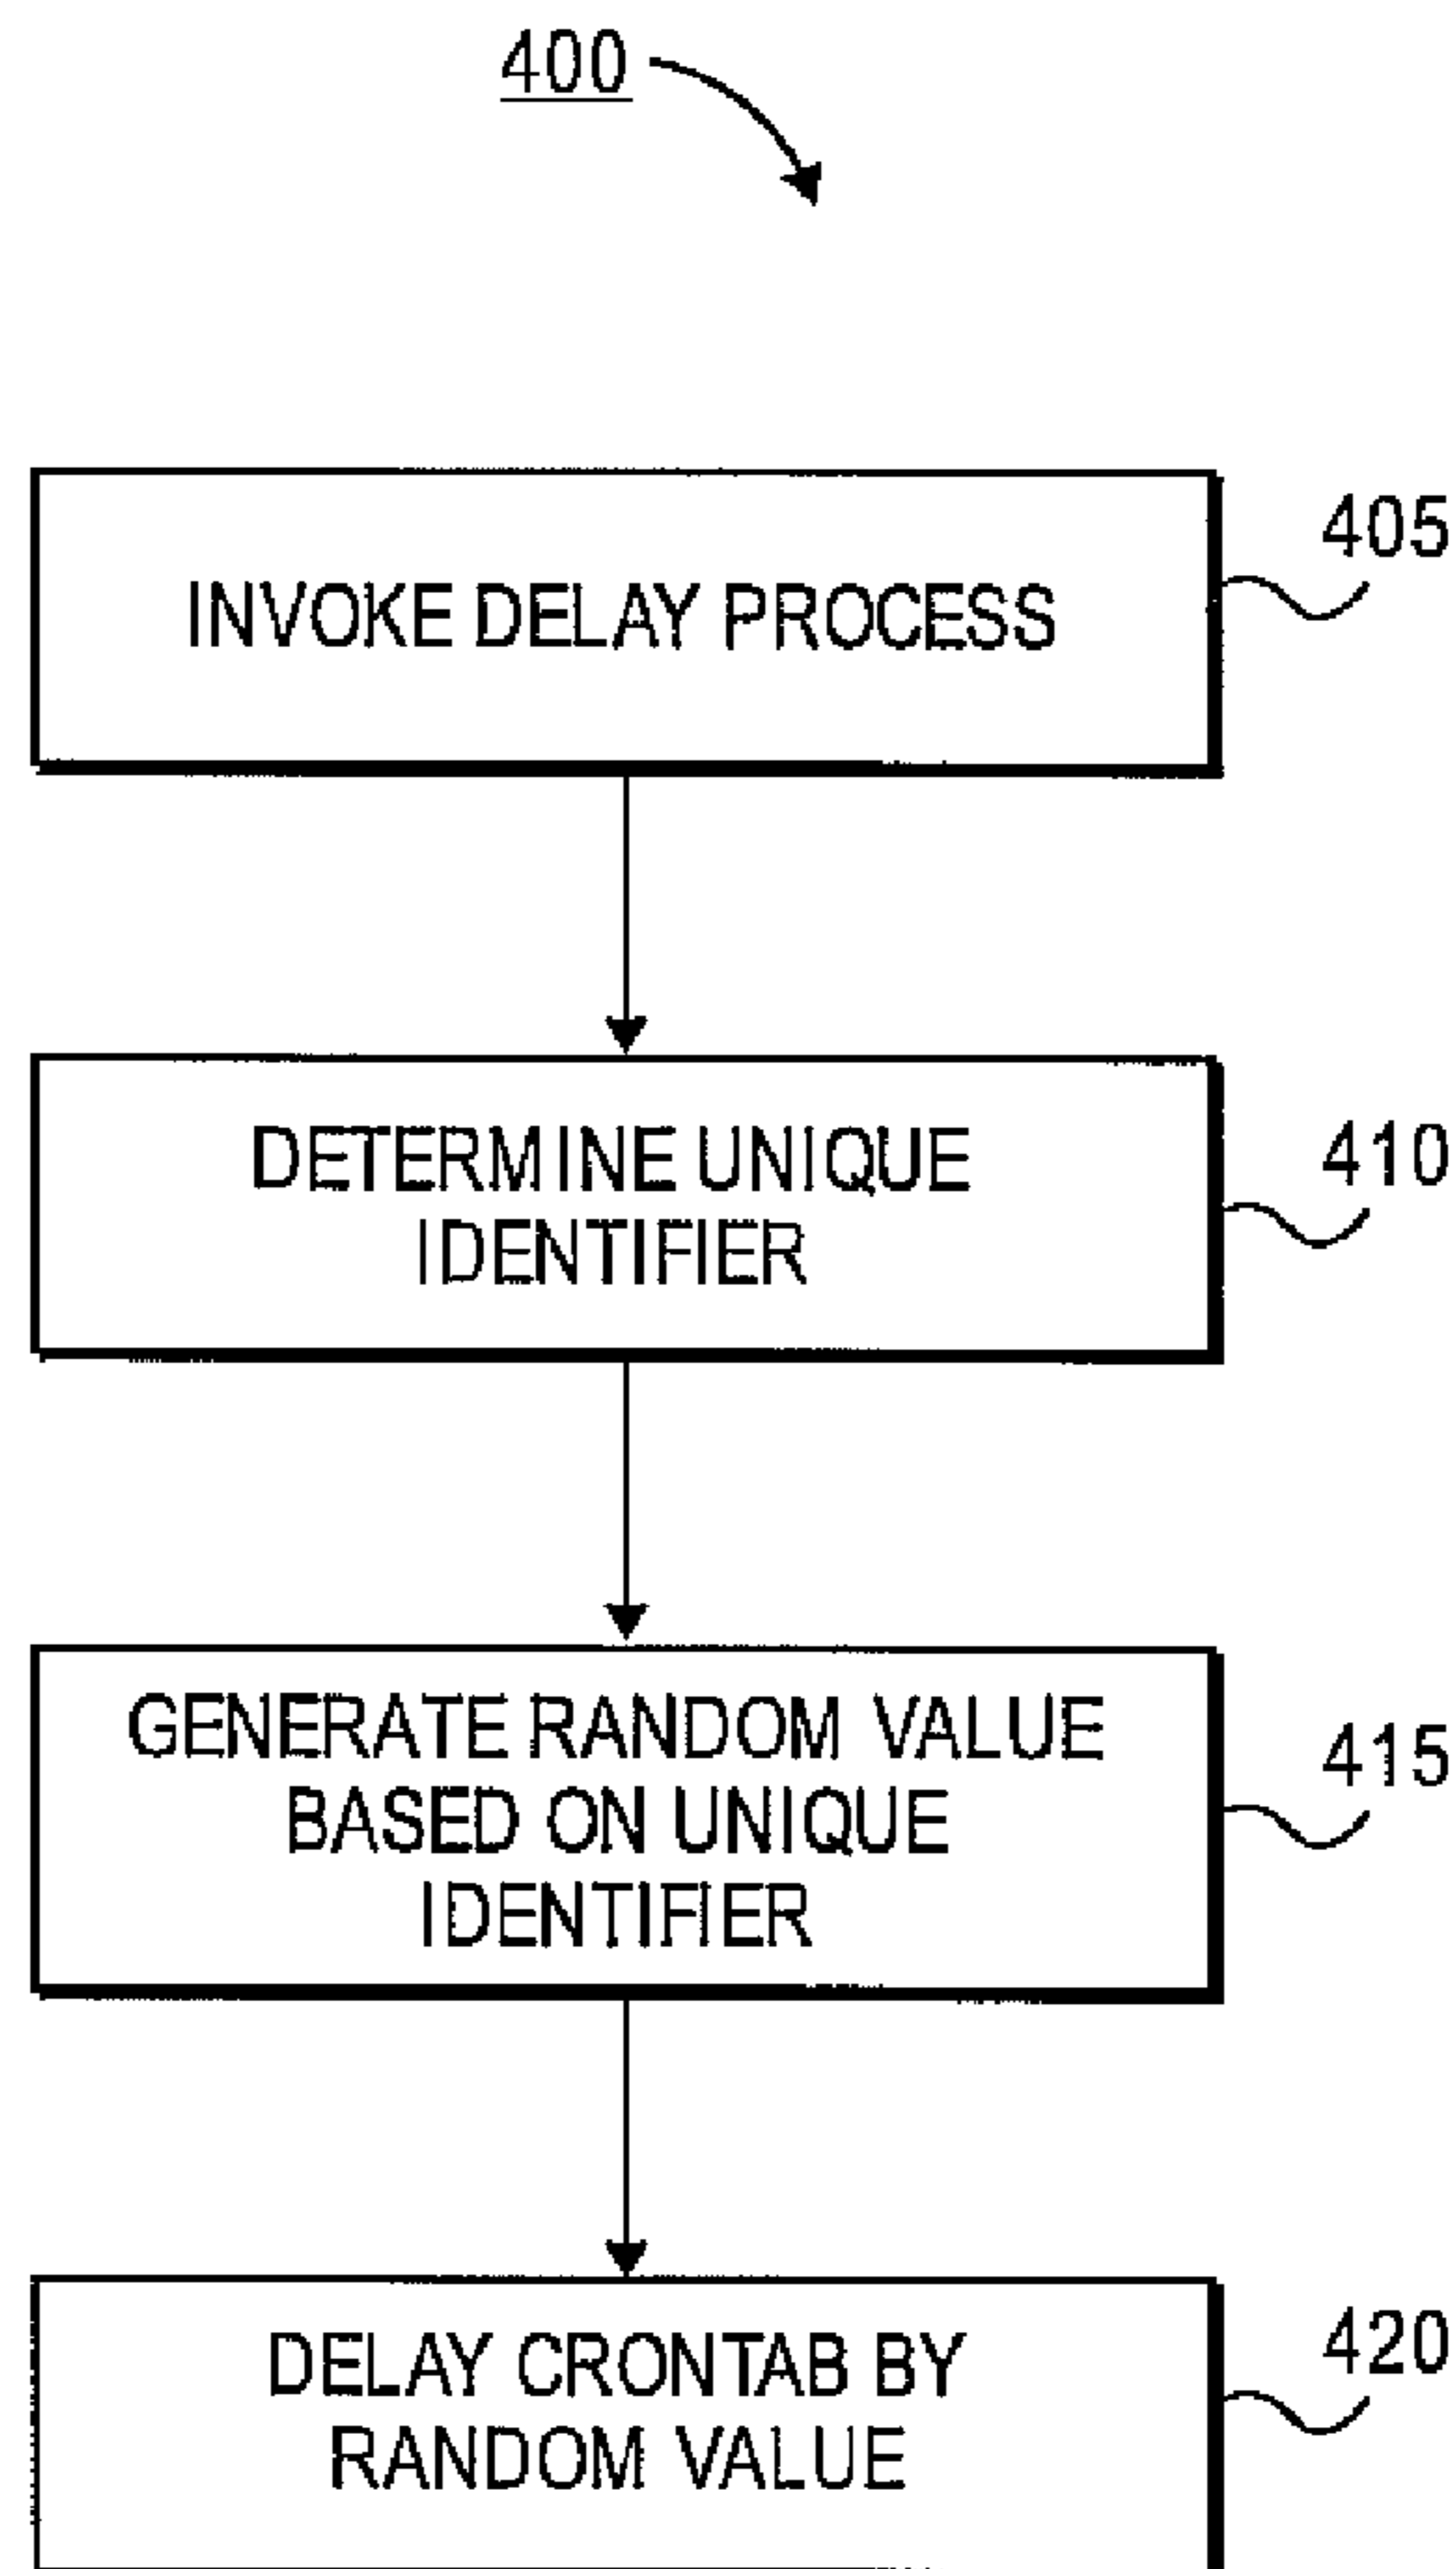 400
INVOKE DELAY PROCESS
405
DETERMINE UNIQUE
IDENTIFIER
410
GENERATE RANDOM VALUE
BASED ON UNIQUE
IDENTIFIER
415
DELAY CRONTAB BY
RANDOM VALUE
420